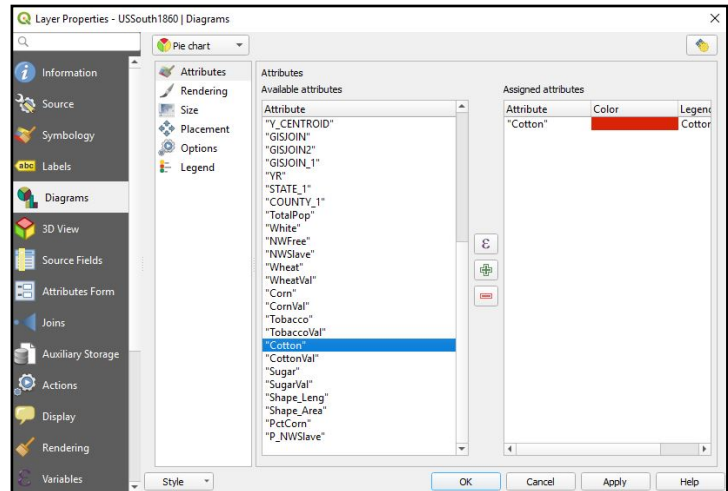 Layer Properties - USSouth1860 | Diagrams
Pie chart
Information
Source
Symbology
abc Labels
Diagrams
3D View
Source Fields
Attributes Form
Joins
Auxiliary Storage
Actions
Display
Rendering
Variables
Attributes
Rendering
Size
Placement
Options
Legend
Attributes
Available attributes
Attribute
"Y_CENTROID"
"GISJOIN"
"GISJOIN2"
"GISJOIN_1"
"YR"
"STATE_1"
"COUNTY_1"
"TotalPop"
"White"
"NWFree"
"NWSlave"
"Wheat"
"WheatVal"
"Corn"
"CornVal"
"Tobacco"
"TobaccoVal"
"Cotton"
"CottonVal"
"Sugar"
"SugarVal"
"Shape_Leng"
"Shape_Area"
"PctCorn"
"P_NWSlave"
ε
Assigned attributes
Attribute Color Legend
"Cotton" Cotton
Style
OK Cancel Apply Help